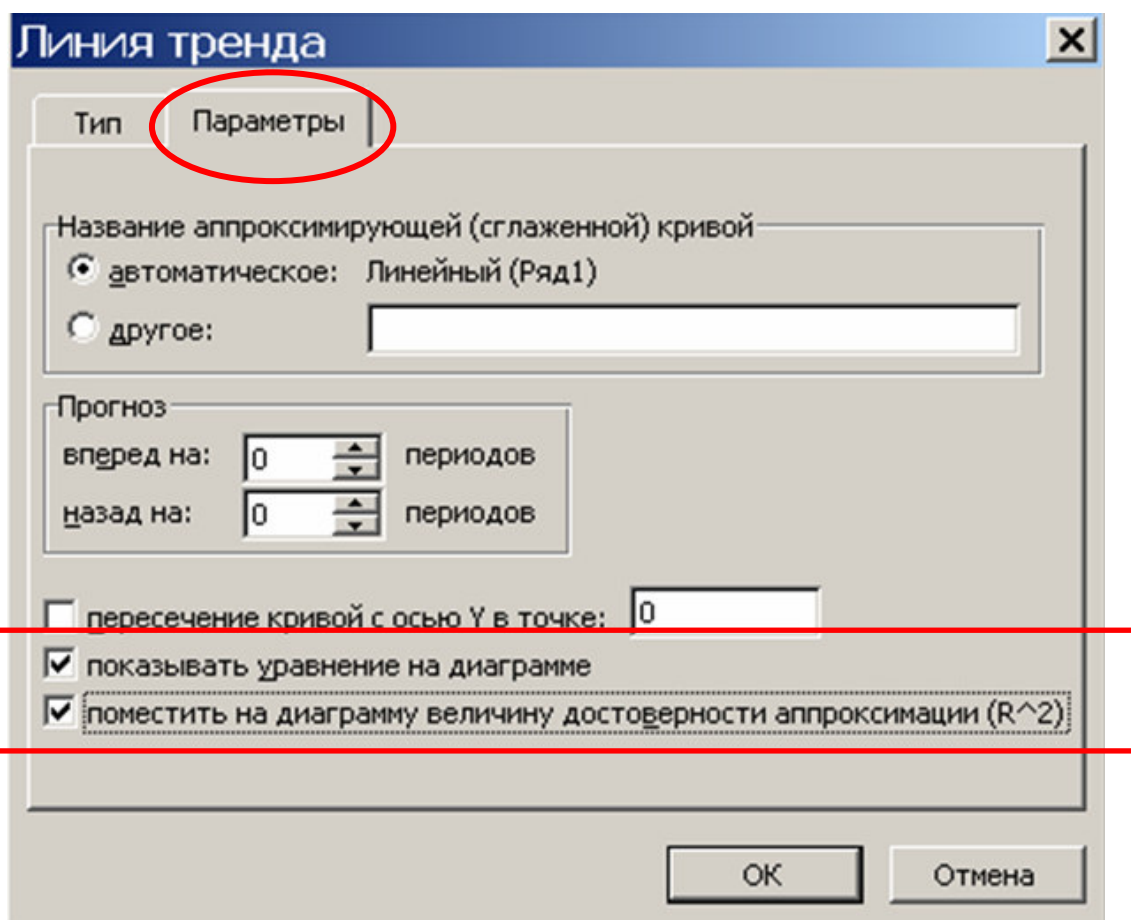 Линия тренда
Тип Параметры
Название аппроксимирующей (сглаженной) кривой
автоматическое: Линейный (Ряд1)
другое:
Прогноз
вперед на: 0 периодов
назад на: 0 периодов
пересечение кривой с осью Y в точке: 0
показывать уравнение на диаграмме
поместить на диаграмму величину достоверности аппроксимации (R^2)
ОК Отмена